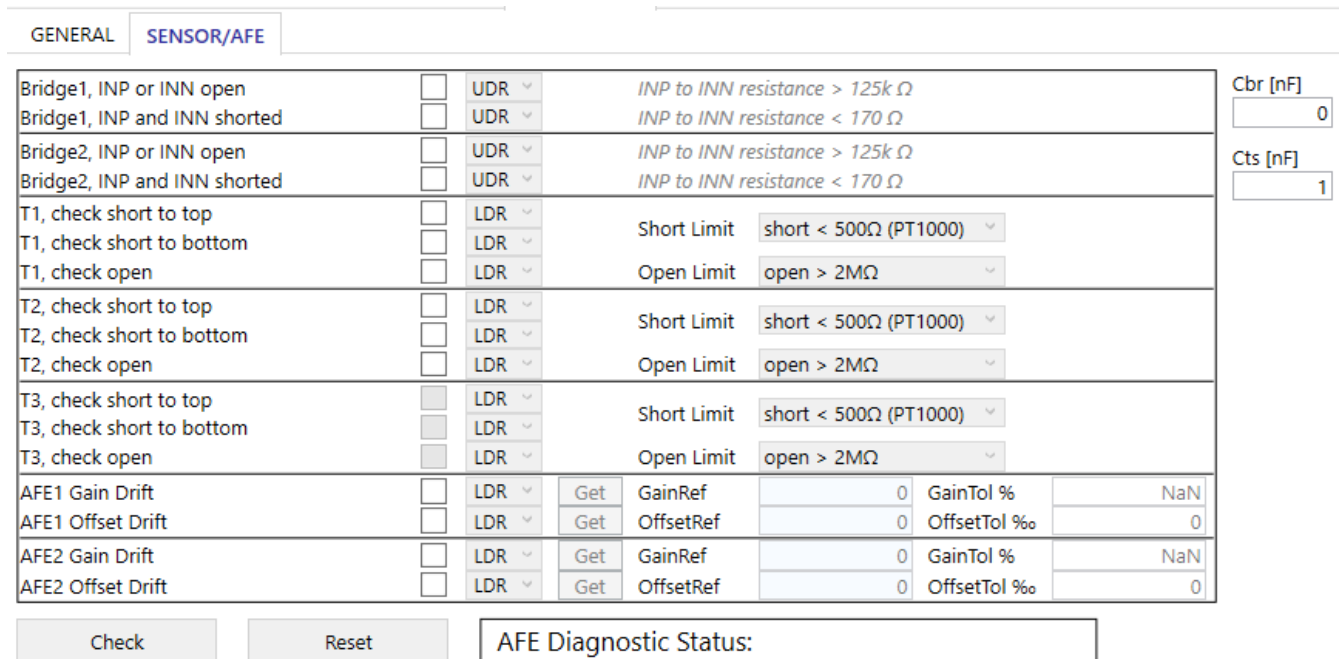 GENERAL SENSOR/AFE
Bridge1, INP or INN open UDR INP to INN resistance > 125k Ω Cbr [nF]
Bridge1, INP and INN shorted UDR INP to INN resistance < 170 Ω 0
Bridge2, INP or INN open UDR INP to INN resistance > 125k Ω Cts [nF]
Bridge2, INP and INN shorted UDR INP to INN resistance < 170 Ω 1
T1, check short to top LDR
Short Limit short < 500Ω (PT1000)
T1, check short to bottom LDR
T1, check open LDR Open Limit open > 2MΩ
T2, check short to top LDR
Short Limit short < 500Ω (PT1000)
T2, check short to bottom LDR
T2, check open LDR Open Limit open > 2MΩ
T3, check short to top LDR
Short Limit short < 500Ω (PT1000)
T3, check short to bottom LDR
T3, check open LDR Open Limit open > 2MΩ
AFE1 Gain Drift LDR Get GainRef 0 GainTol % NaN
AFE1 Offset Drift LDR Get OffsetRef 0 OffsetTol ‰ 0
AFE2 Gain Drift LDR Get GainRef 0 GainTol % NaN
AFE2 Offset Drift LDR Get OffsetRef 0 OffsetTol ‰ 0
Check Reset AFE Diagnostic Status: